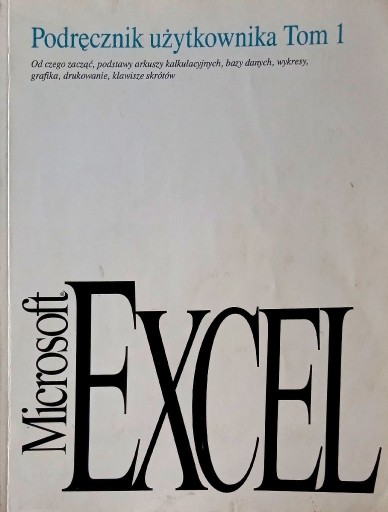 Podręcznik użytkownika Tom 1
Od czego zacząć, podstawy arkuszy kalkulacyjnych, bazy danych, wykresy,
grafika, drukowanie, klawisze skrótów
Microsoft®
EXCEL